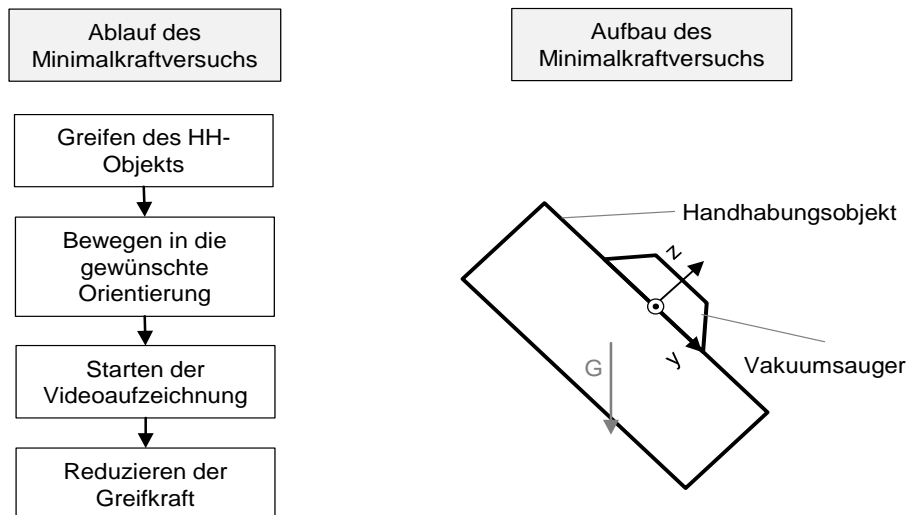 Ablauf des
Minimalkraftversuchs
Greifen des HH-
Objekts
Bewegen in die
gewünschte
Orientierung
Starten der
Videoaufzeichnung
Reduzieren der
Greifkraft
Aufbau des
Minimalkraftversuchs
Handhabungsobjekt
z
y
G
Vakuumsauger